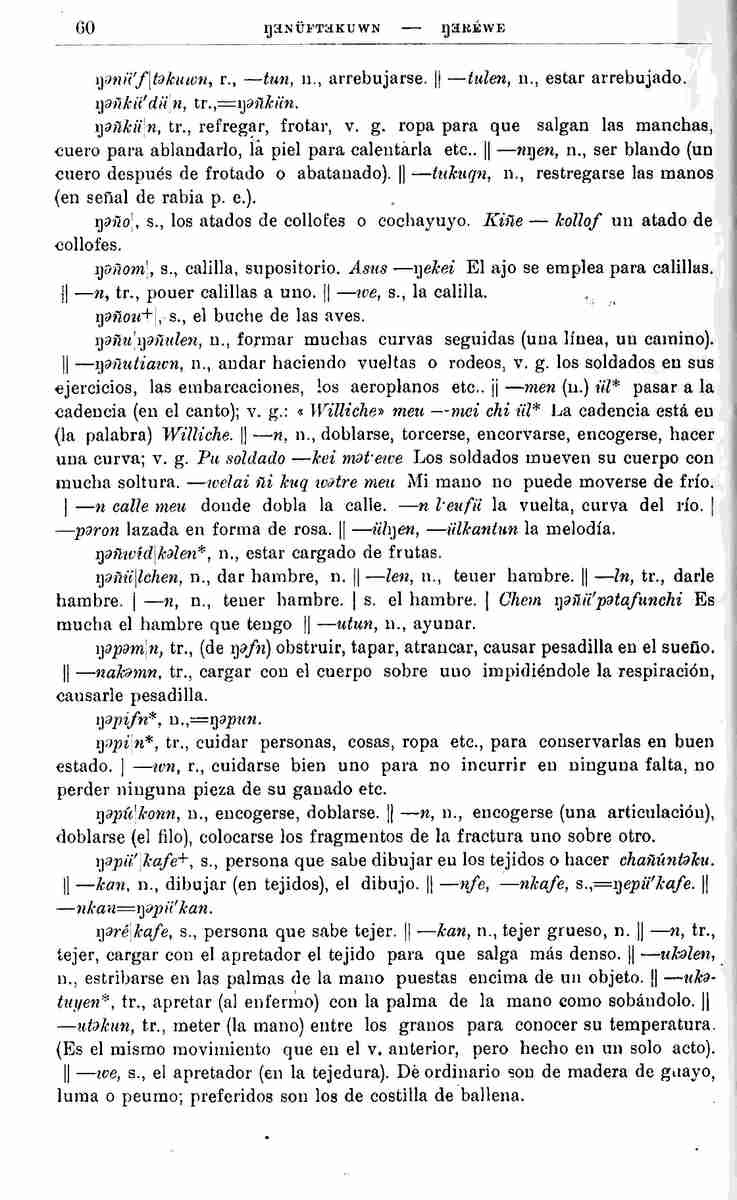 60 ŊƏNÜFTƏKUWN — ŊƏRÉWE
ŋənü'f|təkuwn, r., —tun, n., arrebujarse. || —tulen, n., estar arrebujado.
ŋəñkü'dü|n, tr.,=ŋəñkün.
ŋəñkü|n, tr., refregar, frotar, v. g. ropa para que salgan las manchas,
cuero para ablandarlo, la piel para calentarla etc.. || —nŋen, n., ser blando (un
cuero después de frotado o abatanado). || —tukuqn, n., restregarse las manos
(en señal de rabia p. e.).
ŋəño|, s., los atados de collofes o cochayuyo. Kiñe — kollof un atado de
collofes.
ŋəñom|, s., calilla, supositorio. Asus —ŋekei El ajo se emplea para calillas.
|| —n, tr., poner calillas a uno. || —we, s., la calilla.
ŋəñou+|, s., el buche de las aves.
ŋəñu|ŋəñulen, n., formar muchas curvas seguidas (una línea, un camino).
|| —ŋəñutiawn, n., andar haciendo vueltas o rodeos, v. g. los soldados en sus
ejercicios, las embarcaciones, los aeroplanos etc.. || —men (n.) ül* pasar a la
cadencia (en el canto); v. g.: «Williche» meu —mei chi ül* La cadencia está en
(la palabra) Williche. || —n, n., doblarse, torcerse, encorvarse, encogerse, hacer
una curva; v. g. Pu soldado —kei mət·ewe Los soldados mueven su cuerpo con
mucha soltura. —welai ñi kuq wətre meu Mi mano no puede moverse de frío.
| —n calle meu donde dobla la calle. —n l·eufü la vuelta, curva del río. |
—pəron lazada en forma de rosa. || —ülŋen, —ülkantun la melodía.
ŋəñwíd|kəlen*, n., estar cargado de frutas.
ŋəñü|lchen, n., dar hambre, n. || —len, n., tener hambre. || —ln, tr., darle
hambre. | —n, n., tener hambre. | s. el hambre. | Chem ŋəñü'pətafunchi Es
mucha el hambre que tengo || —utun, n., ayunar.
ŋəpəm|n, tr., (de ŋəfn) obstruir, tapar, atrancar, causar pesadilla en el sueño.
|| —nakəmn, tr., cargar con el cuerpo sobre uno impidiéndole la respiración,
causarle pesadilla.
ŋəpifn*, n.,=ŋəpun.
ŋəpi|n*, tr., cuidar personas, cosas, ropa etc., para conservarlas en buen
estado. | —wn, r., cuidarse bien uno para no incurrir en ninguna falta, no
perder ninguna pieza de su ganado etc.
ŋəpú|konn, n., encogerse, doblarse. || —n, n., encogerse (una articulación),
doblarse (el filo), colocarse los fragmentos de la fractura uno sobre otro.
ŋəpü'|kafe+, s., persona que sabe dibujar en los tejidos o hacer chañúntəku.
|| —kan, n., dibujar (en tejidos), el dibujo. || —nfe, —nkafe, s.,=ŋepü'kafe. ||
—nkan=ŋəpü'kan.
ŋəré|kafe, s., persona que sabe tejer. || —kan, n., tejer grueso, n. || —n, tr.,
tejer, cargar con el apretador el tejido para que salga más denso. || —ukəlen,
n., estribarse en las palmas de la mano puestas encima de un objeto. || —ukə-
tuyen*, tr., apretar (al enfermo) con la palma de la mano como sobándolo. ||
—utəkun, tr., meter (la mano) entre los granos para conocer su temperatura.
(Es el mismo movimiento que en el v. anterior, pero hecho en un solo acto).
|| —we, s., el apretador (en la tejedura). De ordinario son de madera de guayo,
luma o peumo; preferidos son los de costilla de ballena.